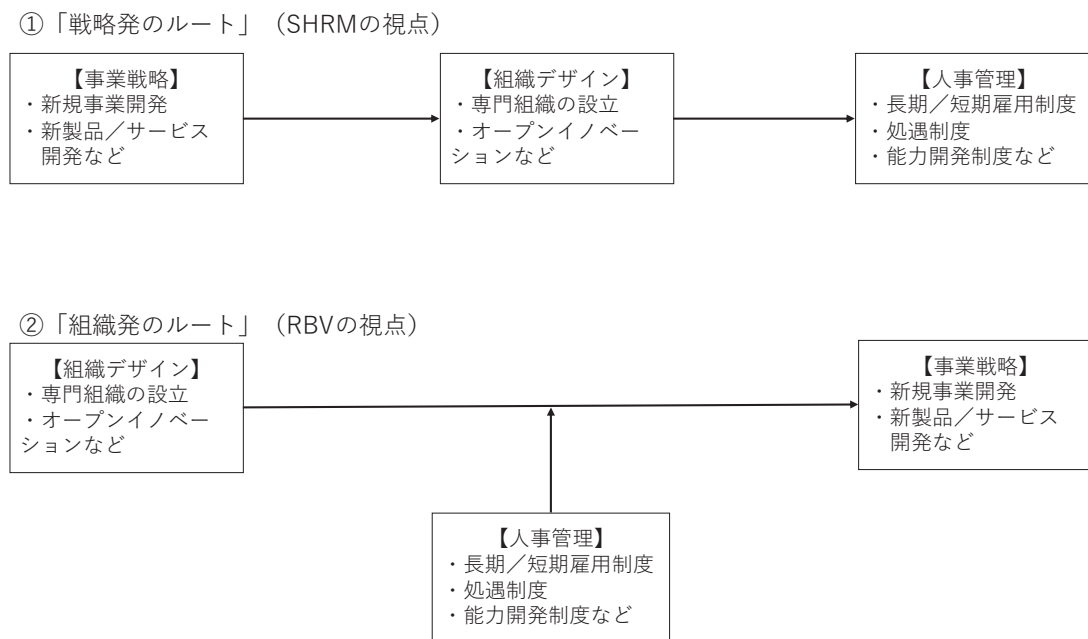 ①「戦略発のルート」（SHRMの視点）
【事業戦略】
・新規事業開発
・新製品／サービス
開発など
【組織デザイン】
・専門組織の設立
・オープンイノベー
ションなど
【人事管理】
・長期／短期雇用制度
・処遇制度
・能力開発制度など
②「組織発のルート」（RBVの視点）
【組織デザイン】
・専門組織の設立
・オープンイノベー
ションなど
【事業戦略】
・新規事業開発
・新製品／サービス
開発など
【人事管理】
・長期／短期雇用制度
・処遇制度
・能力開発制度など